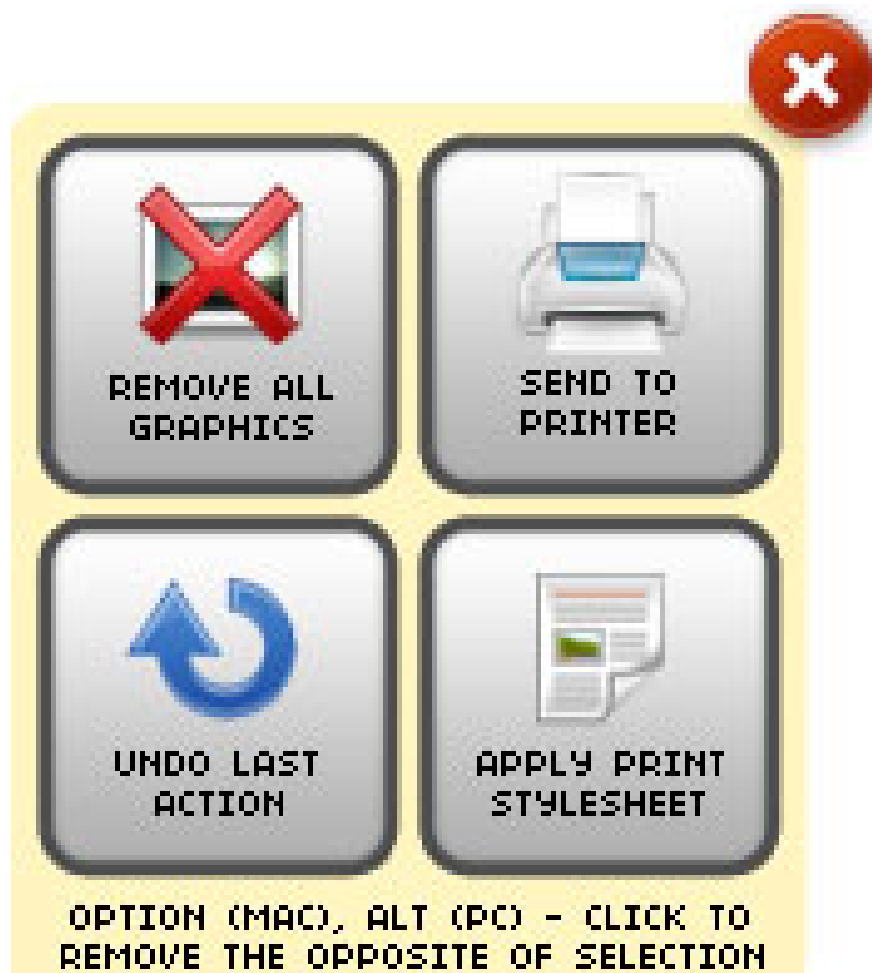 REMOVE ALL
GRAPHICS
SEND TO
PRINTER
UNDO LAST
ACTION
APPLY PRINT
STYLESHEET
OPTION (MAC), ALT (PC) - CLICK TO
REMOVE THE OPPOSITE OF SELECTION